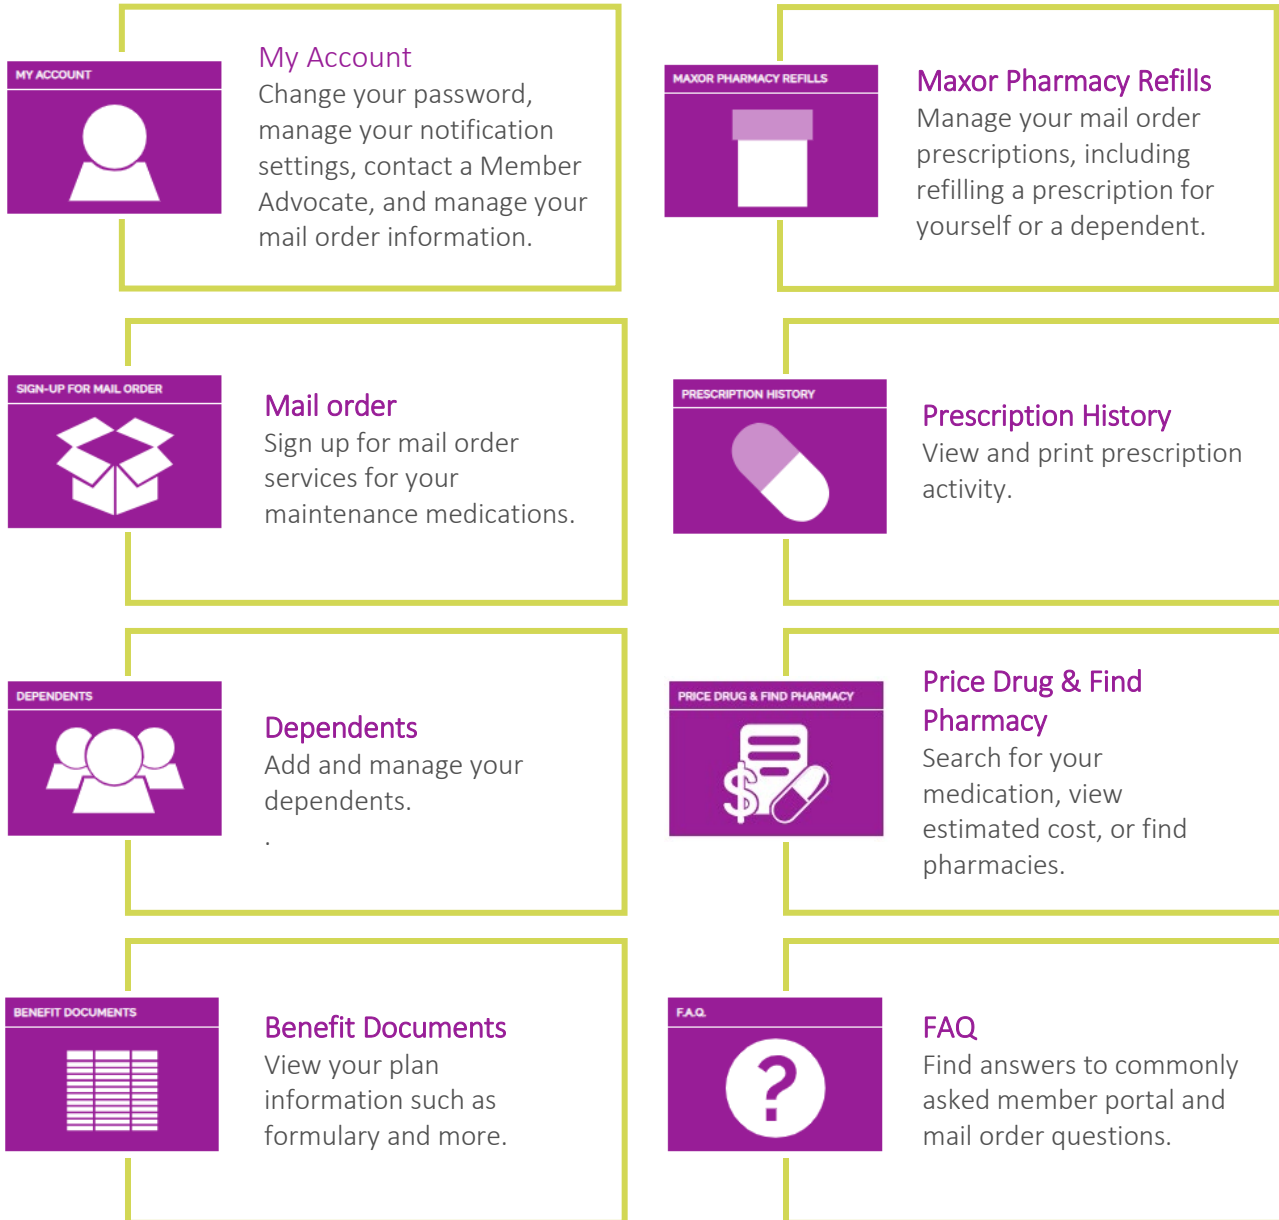 MY ACCOUNT
My Account
Change your password,
manage your notification
settings, contact a Member
Advocate, and manage your
mail order information.
MAXOR PHARMACY REFILLS
Maxor Pharmacy Refills
Manage your mail order
prescriptions, including
refilling a prescription for
yourself or a dependent.
SIGN-UP FOR MAIL ORDER
Mail order
Sign up for mail order
services for your
maintenance medications.
PRESCRIPTION HISTORY
Prescription History
View and print prescription
activity.
DEPENDENTS
Dependents
Add and manage your
dependents.
.
PRICE DRUG & FIND PHARMACY
Price Drug & Find
Pharmacy
Search for your
medication, view
estimated cost, or find
pharmacies.
$
BENEFIT DOCUMENTS
Benefit Documents
View your plan
information such as
formulary and more.
F.A.Q.
?
FAQ
Find answers to commonly
asked member portal and
mail order questions.